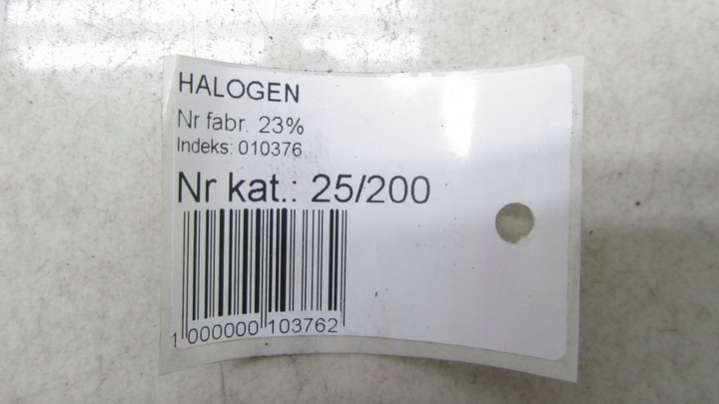 HALOGEN
Nr fabr. 23%
Indeks: 010376
Nr kat.: 25/200
1 000000 103762